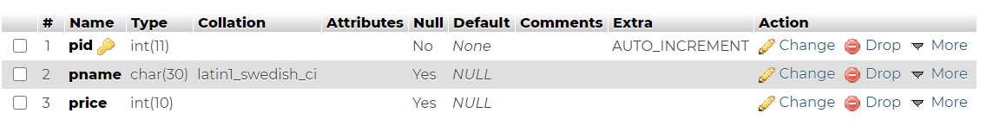 # Name Type Collation Attributes Null Default Comments Extra Action
1 pid int(11) No None AUTO_INCREMENT Change Drop More
2 pname char(30) latin1_swedish_ci Yes NULL Change Drop More
3 price int(10) Yes NULL Change Drop More